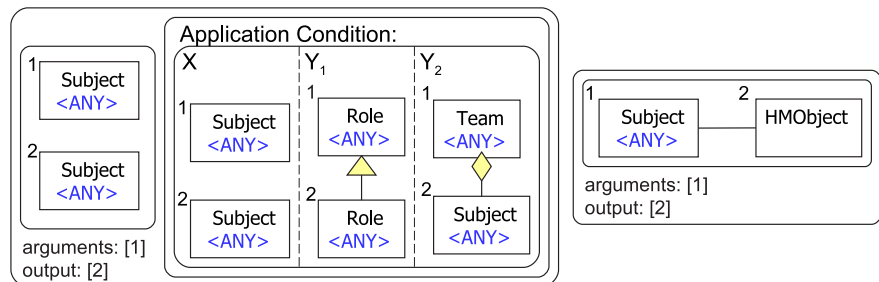 1
Subject
<ANY>
2
Subject
<ANY>
arguments: [1]
output: [2]
Application Condition:
X
1
Subject
<ANY>
2
Subject
<ANY>
Y1
1
Role
<ANY>
2
Role
<ANY>
Y2
1
Team
<ANY>
2
Subject
<ANY>
1
Subject
<ANY>
2
HMObject
arguments: [1]
output: [2]